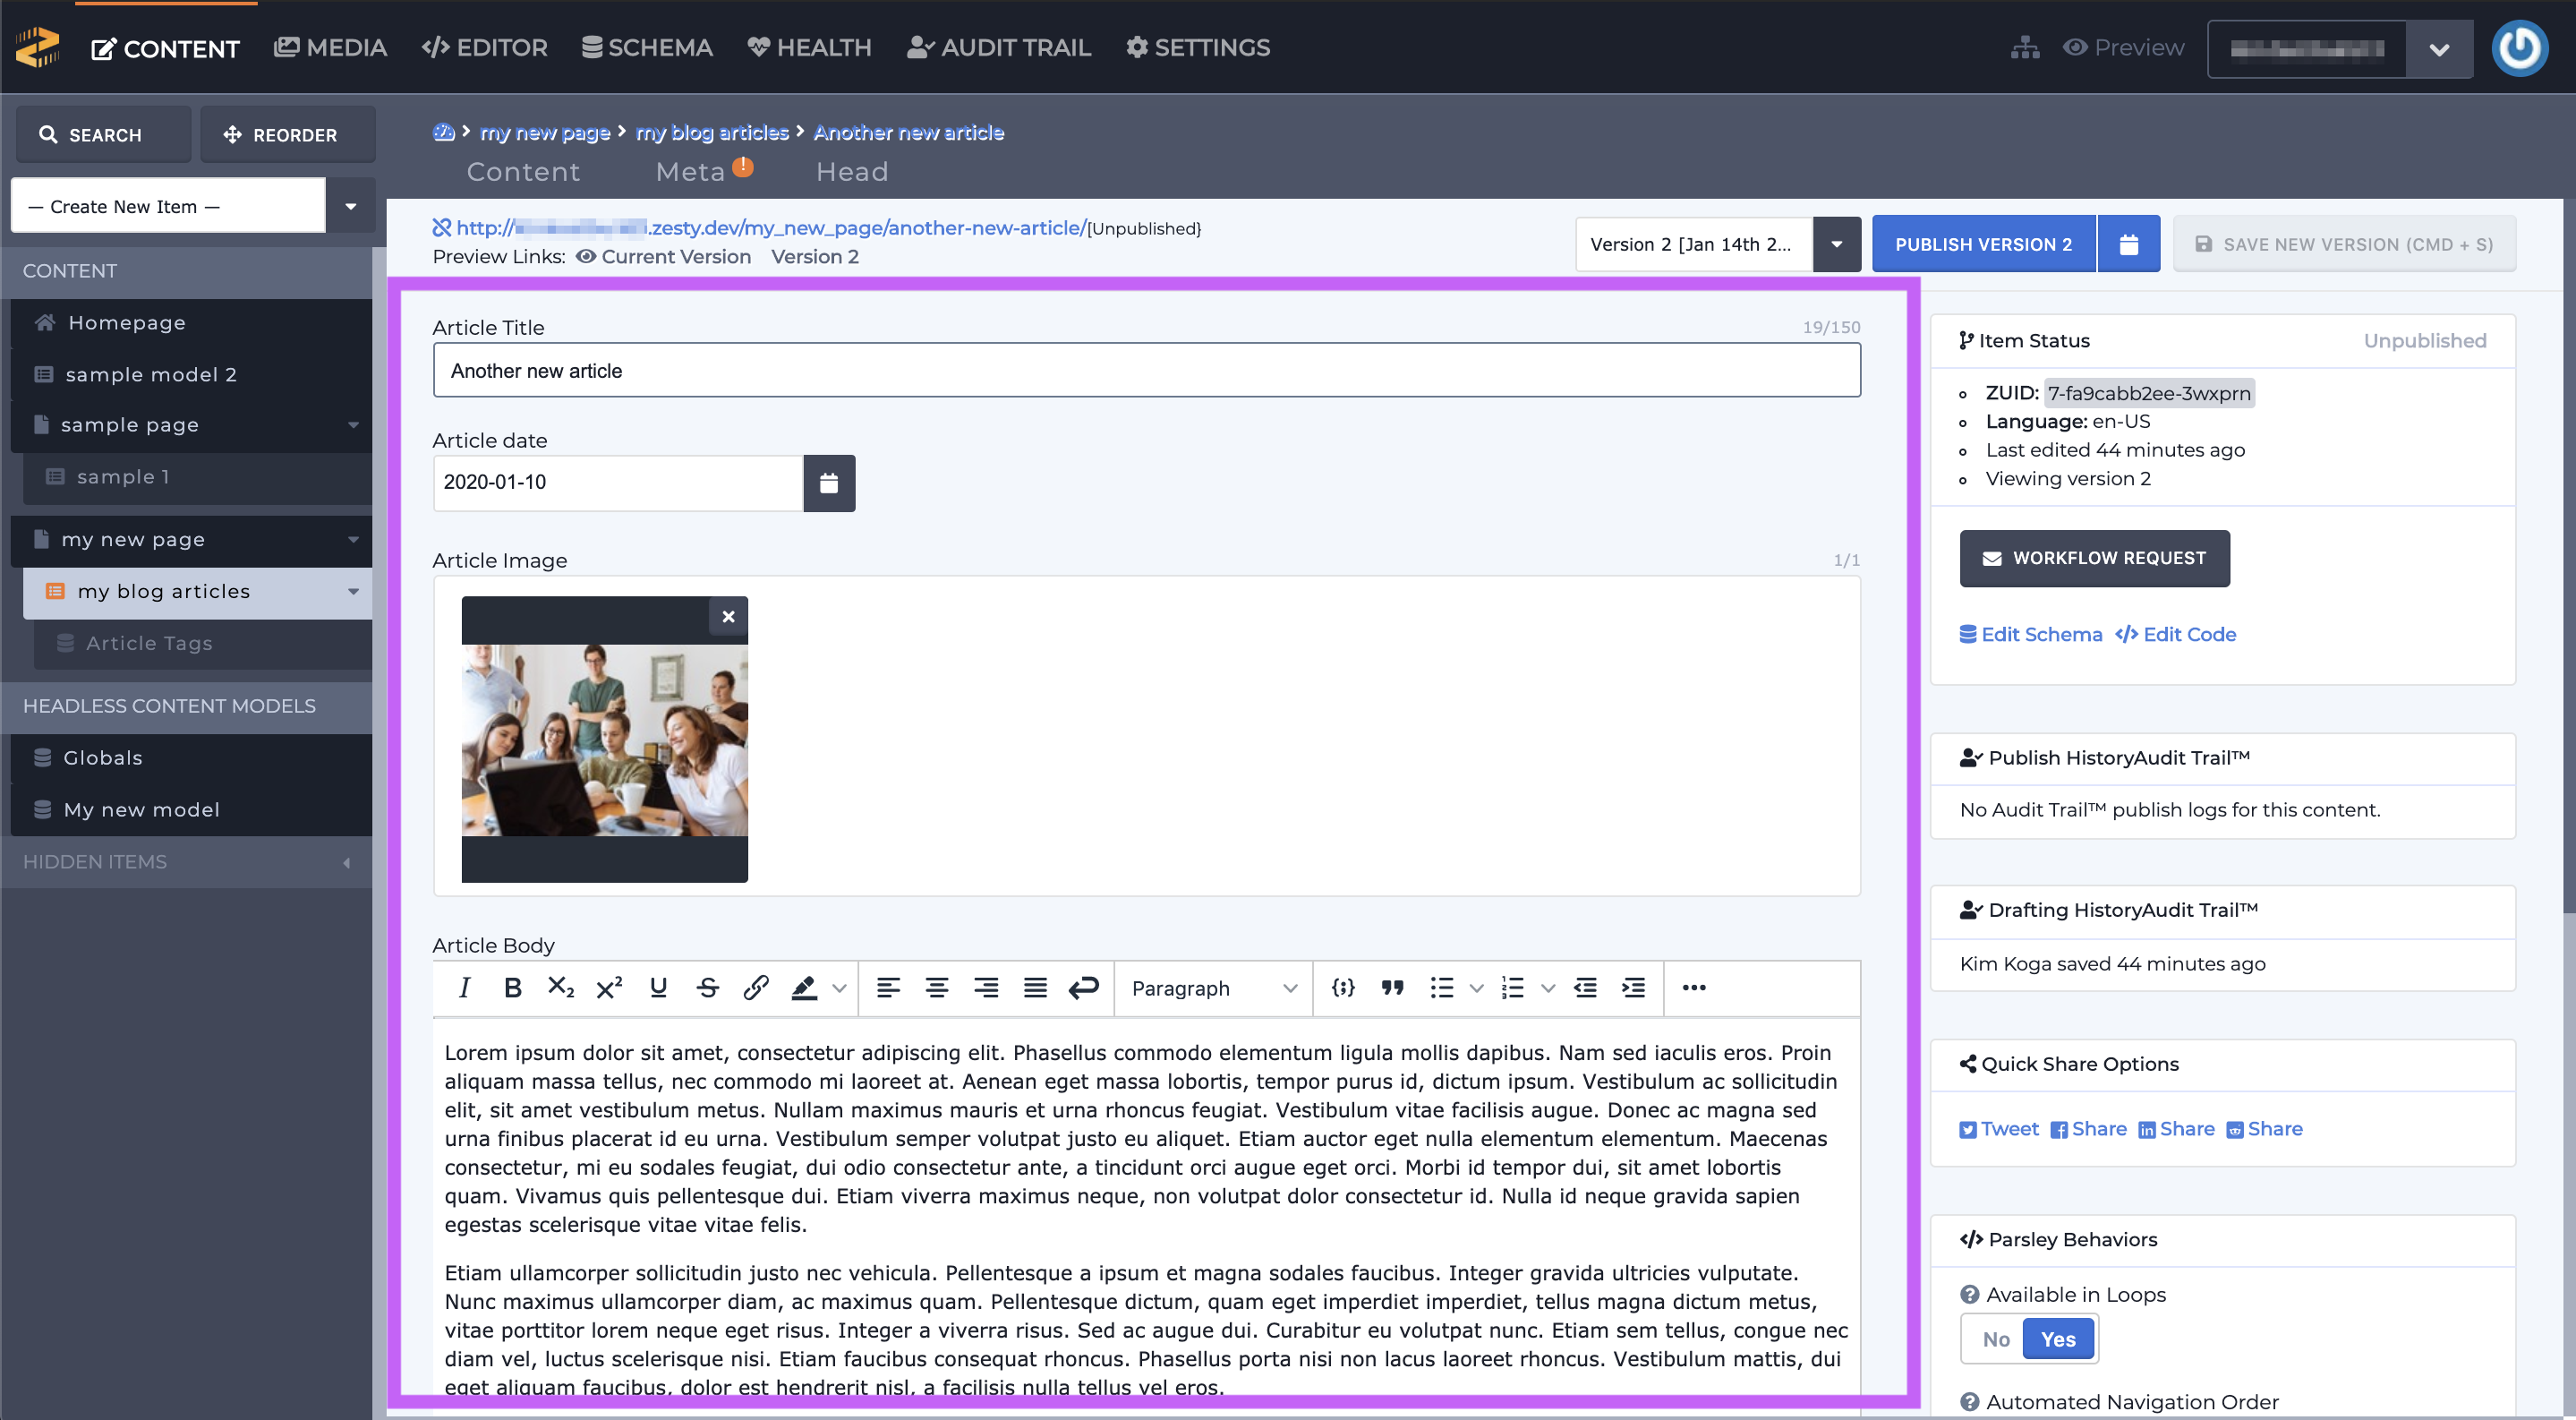 CONTENT
MEDIA
EDITOR
SCHEMA
HEALTH
AUDIT TRAIL
SETTINGS
Preview
SEARCH
REORDER
— Create New Item —
CONTENT
Homepage
sample model 2
sample page
sample 1
my new page
my blog articles
Article Tags
HEADLESS CONTENT MODELS
Globals
My new model
HIDDEN ITEMS
my new page
my blog articles
Another new article
Content
Meta
Head
http:// .zesty.dev/my_new_page/another-new-article/[Unpublished}
Preview Links: Current Version Version 2
Version 2 [Jan 14th 2...
PUBLISH VERSION 2
SAVE NEW VERSION (CMD + S)
Article Title
19/150
Another new article
Article date
2020-01-10
Article Image
1/1
Article Body
Paragraph
Lorem ipsum dolor sit amet, consectetur adipiscing elit. Phasellus commodo elementum ligula mollis dapibus. Nam sed iaculis eros. Proin
aliquam massa tellus, nec commodo mi laoreet at. Aenean eget massa lobortis, tempor purus id, dictum ipsum. Vestibulum ac sollicitudin
elit, sit amet vestibulum metus. Nullam maximus mauris et urna rhoncus feugiat. Vestibulum vitae facilisis augue. Donec ac magna sed
urna finibus placerat id eu urna. Vestibulum semper volutpat justo eu aliquet. Etiam auctor eget nulla elementum elementum. Maecenas
consectetur, mi eu sodales feugiat, dui odio consectetur ante, a tincidunt orci augue eget orci. Morbi id tempor dui, sit amet lobortis
quam. Vivamus quis pellentesque dui. Etiam viverra maximus neque, non volutpat dolor consectetur id. Nulla id neque gravida sapien
egestas scelerisque vitae vitae felis.
Etiam ullamcorper sollicitudin justo nec vehicula. Pellentesque a ipsum et magna sodales faucibus. Integer gravida ultricies vulputate.
Nunc maximus ullamcorper diam, ac maximus quam. Pellentesque dictum, quam eget imperdiet imperdiet, tellus magna dictum metus,
vitae porttitor lorem neque eget risus. Integer a viverra risus. Sed ac augue dui. Curabitur eu volutpat nunc. Etiam sem tellus, congue nec
diam vel, luctus scelerisque nisi. Etiam faucibus consequat rhoncus. Phasellus porta nisi non lacus laoreet rhoncus. Vestibulum mattis, dui
eget aliquam faucibus, dolor est hendrerit nisl, a facilisis nulla tellus vel eros.
Item Status
Unpublished
ZUID: 7-fa9cabb2ee-3wxprn
Language: en-US
Last edited 44 minutes ago
Viewing version 2
WORKFLOW REQUEST
Edit Schema Edit Code
Publish HistoryAudit Trail™
No Audit Trail™ publish logs for this content.
Drafting HistoryAudit Trail™
Kim Koga saved 44 minutes ago
Quick Share Options
Tweet Share Share Share
Parsley Behaviors
Available in Loops
No Yes
Automated Navigation Order